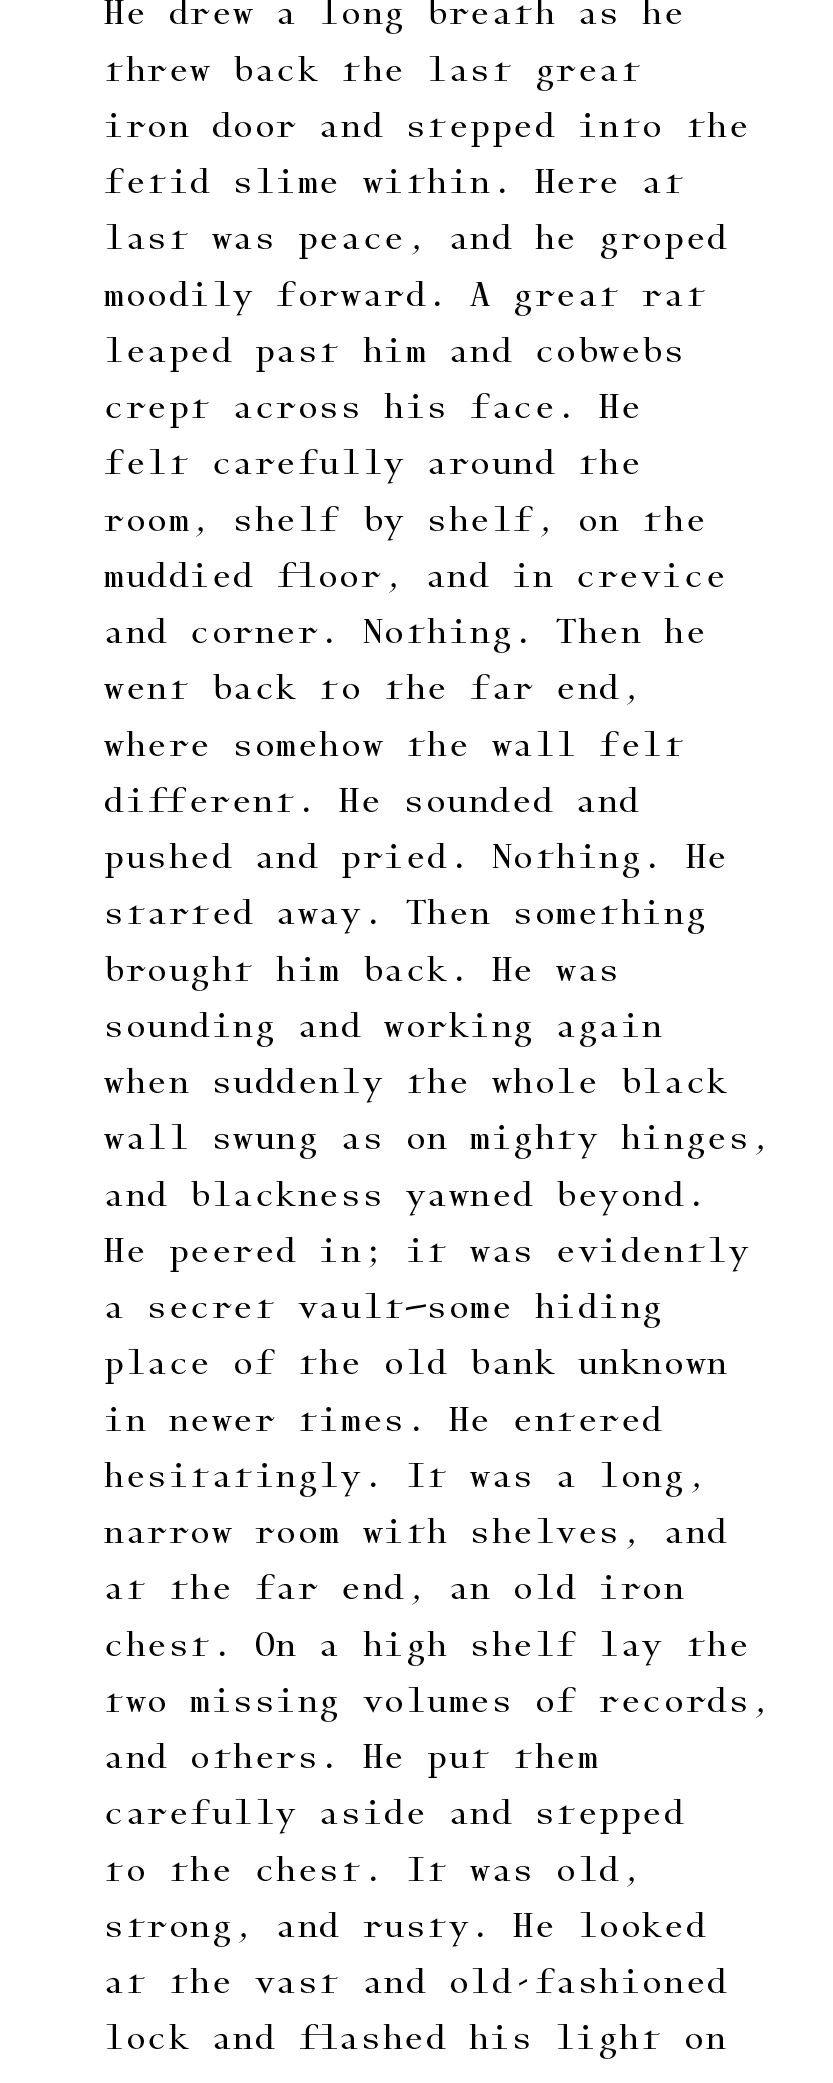 He drew a long breath as he
threw back the last great
iron door and stepped into the
fetid slime within. Here at
last was peace, and he groped
moodily forward. A great rat
leaped past him and cobwebs
crept across his face. He
felt carefully around the
room, shelf by shelf, on the
muddied floor, and in crevice
and corner. Nothing. Then he
went back to the far end,
where somehow the wall felt
different. He sounded and
pushed and pried. Nothing. He
started away. Then something
brought him back. He was
sounding and working again
when suddenly the whole black
wall swung as on mighty hinges,
and blackness yawned beyond.
He peered in; it was evidently
a secret vault—some hiding
place of the old bank unknown
in newer times. He entered
hesitatingly. It was a long,
narrow room with shelves, and
at the far end, an old iron
chest. On a high shelf lay the
two missing volumes of records,
and others. He put them
carefully aside and stepped
to the chest. It was old,
strong, and rusty. He looked
at the vast and old-fashioned
lock and flashed his light on